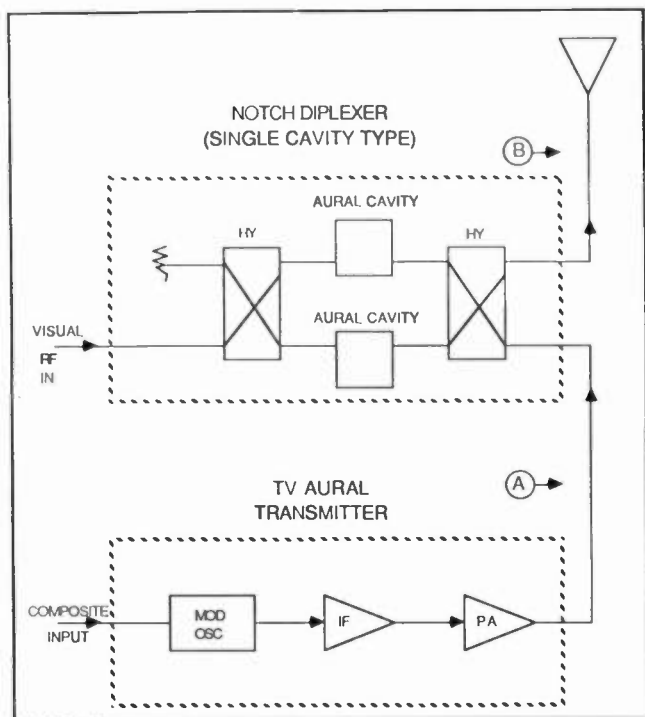 NOTCH DIPLEXER
(SINGLE CAVITY TYPE)
B
AURAL CAVITY
HY
HY
AURAL CAVITY
VISUAL
RF
IN
A
TV AURAL
TRANSMITTER
COMPOSITE
INPUT
MOD
OSC
IF
PA